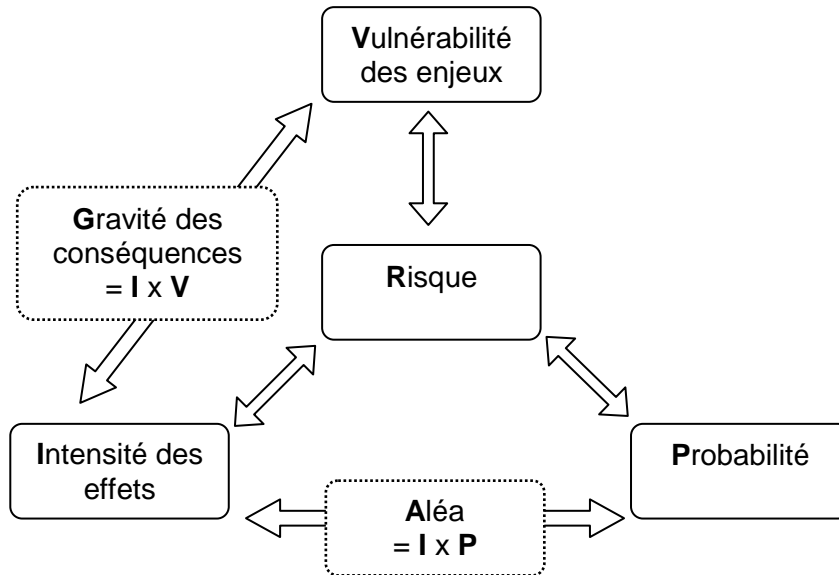 Vulnérabilité
des enjeux
Gravité des
conséquences
= I x V
Risque
Intensité des
effets
Probabilité
Aléa
= I x P